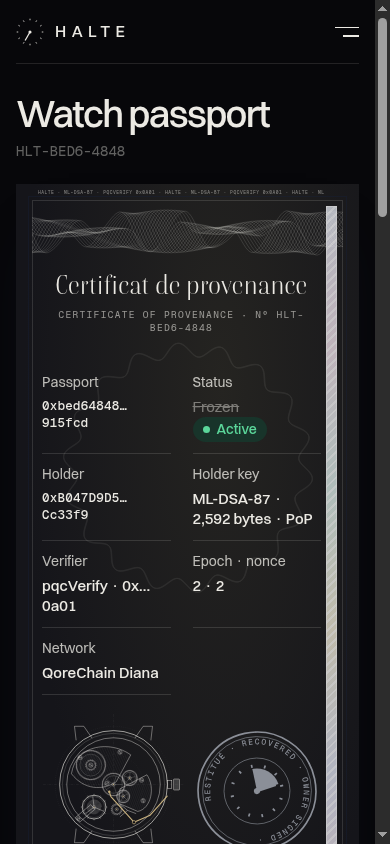 HALTE
Watch passport
HLT-BED6-4848
HALTE · ML-DSA-87 · PQCVERIFY 0x0A01 · HALTE · ML-DSA-87 · PQCVERIFY 0x0A01 · HALTE · ML
Certificat de provenance
CERTIFICATE OF PROVENANCE · Nº HLT-
BED6-4848
Passport
0xbed64848…
915fcd
Status
Frozen
Active
Holder
0xB047D9D5…
Cc33f9
Holder key
ML-DSA-87 ·
2,592 bytes · PoP
Verifier
pqcVerify · 0x…
0a01
Epoch · nonce
2 · 2
Network
QoreChain Diana
RESTITUÉ · RECOVERED · OWNER SIGNED ·